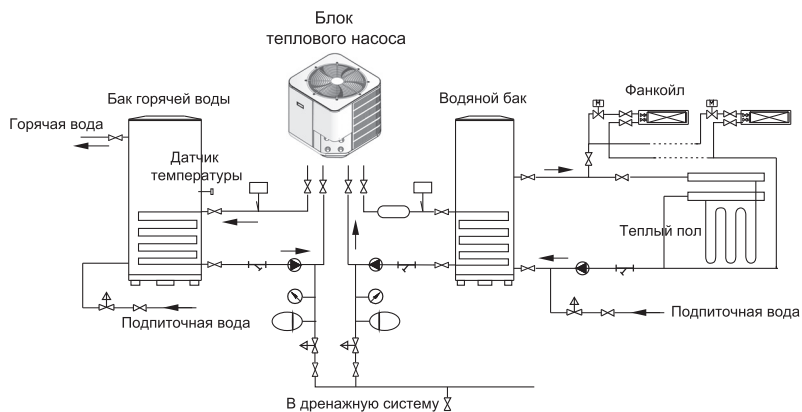 Блок
теплового насоса
Бак горячей воды
Водяной бак
Фанкойл
M
M
Горячая вода
Датчик
температуры
Теплый пол
Подпиточная вода
Подпиточная вода
В дренажную систему